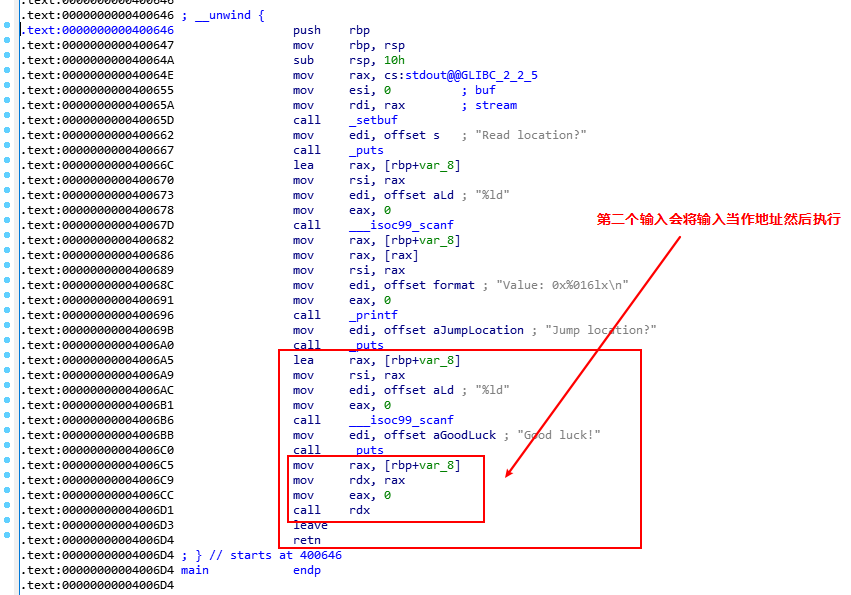 .text:0000000000400646
.text:0000000000400646 ; __unwind {
.text:0000000000400646 push rbp
.text:0000000000400647 mov rbp, rsp
.text:000000000040064A sub rsp, 10h
.text:000000000040064E mov rax, cs:stdout@@GLIBC_2_2_5
.text:0000000000400655 mov esi, 0 ; buf
.text:000000000040065A mov rdi, rax ; stream
.text:000000000040065D call _setbuf
.text:0000000000400662 mov edi, offset s ; "Read location?"
.text:0000000000400667 call _puts
.text:000000000040066C lea rax, [rbp+var_8]
.text:0000000000400670 mov rsi, rax
.text:0000000000400673 mov edi, offset aLd ; "%ld"
.text:0000000000400678 mov eax, 0
.text:000000000040067D call ___isoc99_scanf
.text:0000000000400682 mov rax, [rbp+var_8]
.text:0000000000400686 mov rax, [rax]
.text:0000000000400689 mov rsi, rax
.text:000000000040068C mov edi, offset format ; "Value: 0x%016lx\n"
.text:0000000000400691 mov eax, 0
.text:0000000000400696 call _printf
.text:000000000040069B mov edi, offset aJumpLocation ; "Jump location?"
.text:00000000004006A0 call _puts
.text:00000000004006A5 lea rax, [rbp+var_8]
.text:00000000004006A9 mov rsi, rax
.text:00000000004006AC mov edi, offset aLd ; "%ld"
.text:00000000004006B1 mov eax, 0
.text:00000000004006B6 call ___isoc99_scanf
.text:00000000004006BB mov edi, offset aGoodLuck ; "Good luck!"
.text:00000000004006C0 call _puts
.text:00000000004006C5 mov rax, [rbp+var_8]
.text:00000000004006C9 mov rdx, rax
.text:00000000004006CC mov eax, 0
.text:00000000004006D1 call rdx
.text:00000000004006D3 leave
.text:00000000004006D4 retn
.text:00000000004006D4 ; } // starts at 400646
.text:00000000004006D4 main endp
.text:00000000004006D4
第二个输入会将输入当作地址然后执行